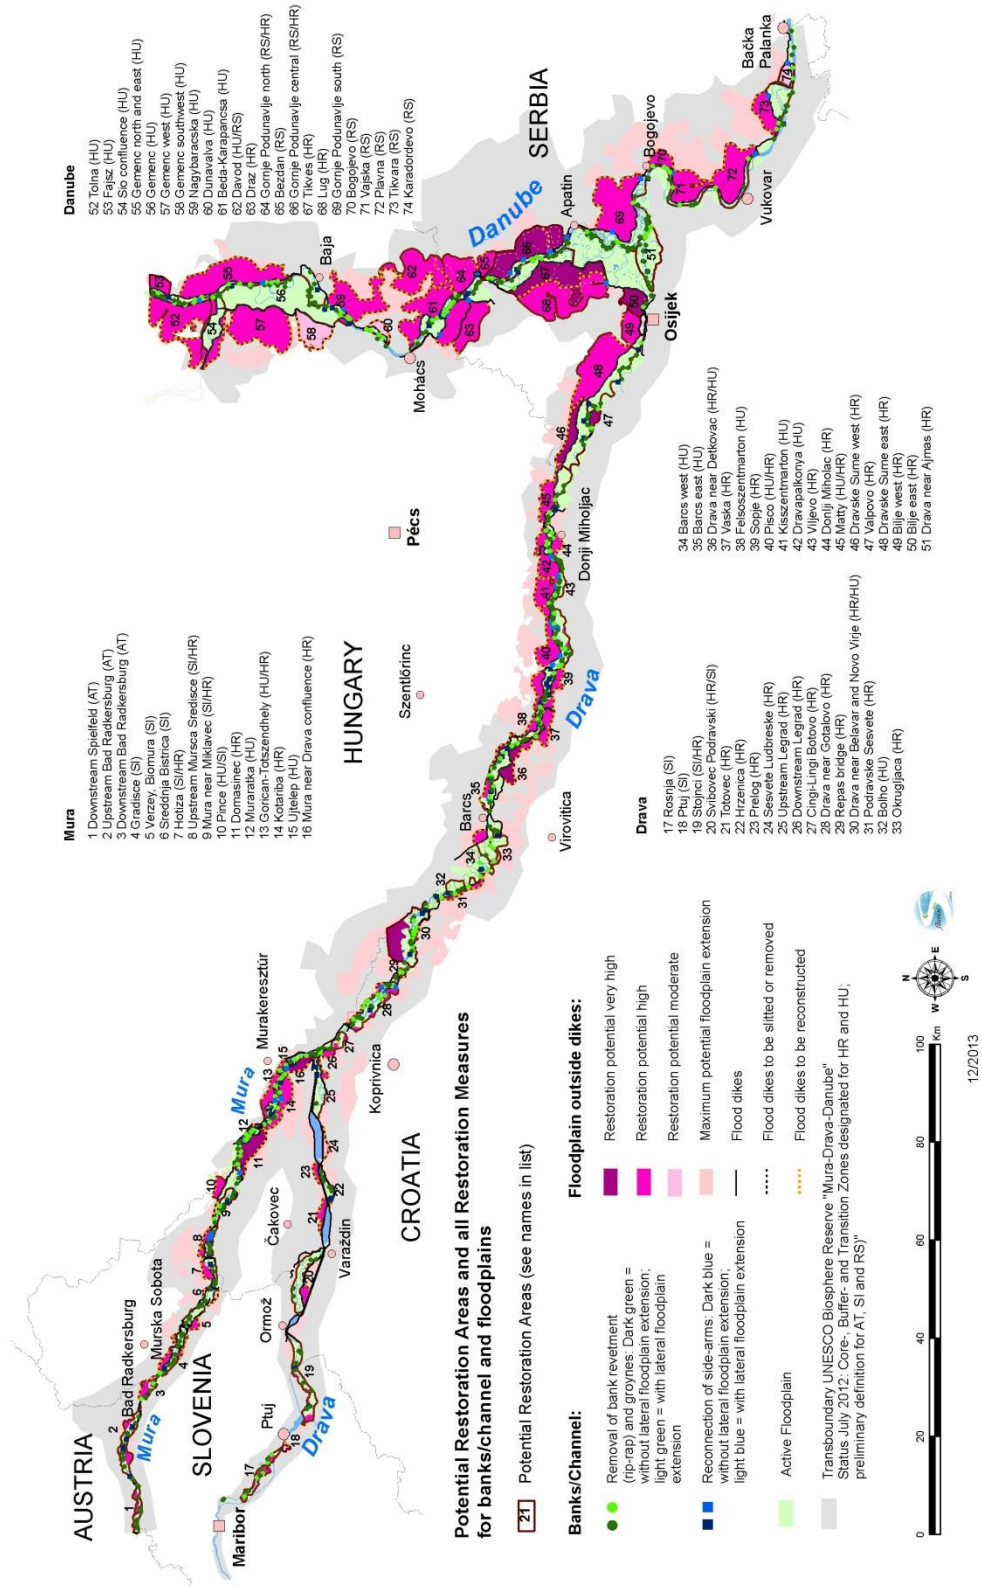 AUSTRIA
SLOVENIA
HUNGARY
CROATIA
SERBIA
Mura
Mura
Drava
Drava
Danube
Maribor
Ptuj
Bad Radkersburg
Murska Sobota
Ormož
Čakovec
Varaždin
Murakeresztúr
Koprivnica
Barcs
Virovitica
Szentlőrinc
Pécs
Donji Miholjac
Osijek
Mohács
Baja
Apatin
Bogojevo
Vukovar
Bačka
Palanka
Mura
1 Downstream Spielfeld (AT)
2 Upstream Bad Radkersburg (AT)
3 Downstream Bad Radkersburg (AT)
4 Gradisce (SI)
5 Verzey, Biomura (SI)
6 Sreddnja Bistrica (SI)
7 Hotiza (SI/HR)
8 Upstream Mursca Sredisce (SI/HR)
9 Mura near Miklavec (SI/HR)
10 Pince (HU/SI)
11 Domasinec (HR)
12 Muraratka (HU)
13 Gorican-Totszendhely (HU/HR)
14 Kotariba (HR)
15 Ujtelep (HU)
16 Mura near Drava confluence (HR)
Drava
17 Rosnja (SI)
18 Ptuj (SI)
19 Stojnci (SI/HR)
20 Svibovec Podravski (HR/SI)
21 Totovec (HR)
22 Hrzenica (HR)
23 Prelog (HR)
24 Sesvete Ludbreske (HR)
25 Upstream Legrad (HR)
26 Downstream Legrad (HR)
27 Cingi-Lingi Botovo (HR)
28 Drava near Gotalovo (HR)
29 Repas bridge (HR)
30 Drava near Belavar and Novo Virje (HR/HU)
31 Podravske Sesvete (HR)
32 Bolho (HU)
33 Okrugljaca (HR)
34 Barcs west (HU)
35 Barcs east (HU)
36 Drava near Detkovac (HR/HU)
37 Vaska (HR)
38 Felsoszentmarton (HU)
39 Sopje (HR)
40 Pisco (HU/HR)
41 Kisszentmarton (HU)
42 Dravapalkonya (HU)
43 Viljevo (HR)
44 Donlji Miholac (HR)
45 Matty (HU/HR)
46 Dravske Sume west (HR)
47 Valpovo (HR)
48 Dravske Sume east (HR)
49 Bilije west (HR)
50 Bilje east (HR)
51 Drava near Ajmas (HR)
Danube
52 Tolna (HU)
53 Fajsz (HU)
54 Sio confluence (HU)
55 Gemenc north and east (HU)
56 Gemenc (HU)
57 Gemenc west (HU)
58 Gemenc southwest (HU)
59 Nagybaracska (HU)
60 Dunavalva (HU)
61 Beda-Karapancsa (HU)
62 Davod (HU/RS)
63 Draz (HR)
64 Gornije Podunavlje north (RS/HR)
65 Bezdan (RS)
66 Gornje Podunavlje central (RS/HR)
67 Tikves (HR)
68 Lug (HR)
69 Gornije Podunavlje south (RS)
70 Bogojevo (RS)
71 Vajska (RS)
72 Plavna (RS)
73 Tikvara (RS)
74 Karadordevo (RS)
Potential Restoration Areas and all Restoration Measures
for banks/channel and floodplains
21 Potential Restoration Areas (see names in list)
Banks/Channel:
Removal of bank revetment
(rip-rap) and groynes: Dark green =
without lateral floodplain extension;
light green = with lateral floodplain
extension
Reconnection of side-arms: Dark blue =
without lateral floodplain extension;
light blue = with lateral floodplain extension
Active Floodplain
Transboundary UNESCO Biosphere Reserve "Mura-Drava-Danube"
Status July 2012: Core-, Buffer- and Transition Zones designated for HR and HU;
preliminary definition for AT, SI and RS)"
Floodplain outside dikes:
Restoration potential very high
Restoration potential high
Restoration potential moderate
Maximum potential floodplain extension
Flood dikes
Flood dikes to be slitted or removed
Flood dikes to be reconstructed
0 20 40 60 80 100
Km
N
E
S
W
12/2013